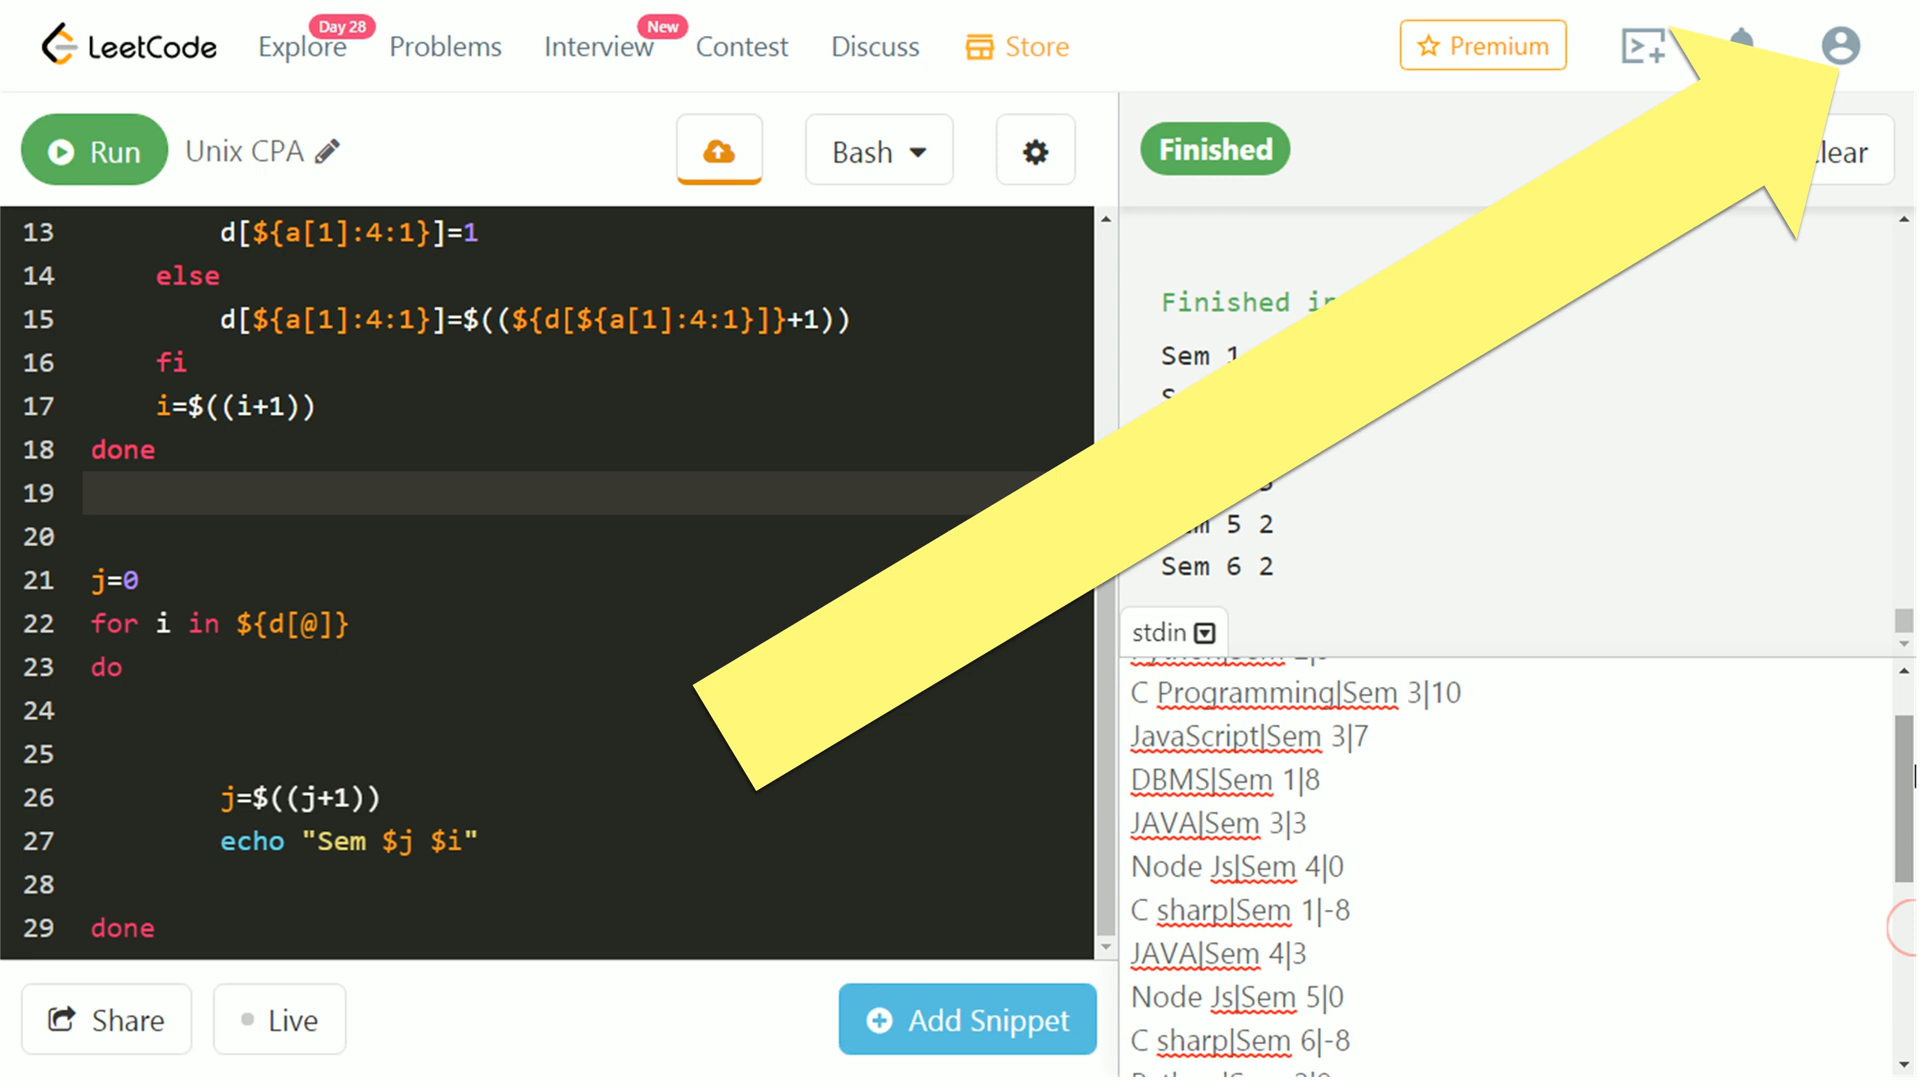 LeetCode
Explore
Day 28
Problems
Interview
New
Contest
Discuss
Store
Premium
Run
Unix CPA
Bash
Finished
13 d[${a[1]:4:1}]=1
14 else
15 d[${a[1]:4:1}]=$((${d[${a[1]:4:1}]}+1))
16 fi
17 i=$((i+1))
18 done
19
20
21 j=0
22 for i in ${d[@]}
23 do
24
25
26 j=$((j+1))
27 echo "Sem $j $i"
28
29 done
Finished
Sem 1
5 2
Sem 6 2
stdin
C Programming|Sem 3|10
JavaScript|Sem 3|7
DBMS|Sem 1|8
JAVA|Sem 3|3
Node Js|Sem 4|0
C sharp|Sem 1|-8
JAVA|Sem 4|3
Node Js|Sem 5|0
C sharp|Sem 6|-8
Share
Live
Add Snippet